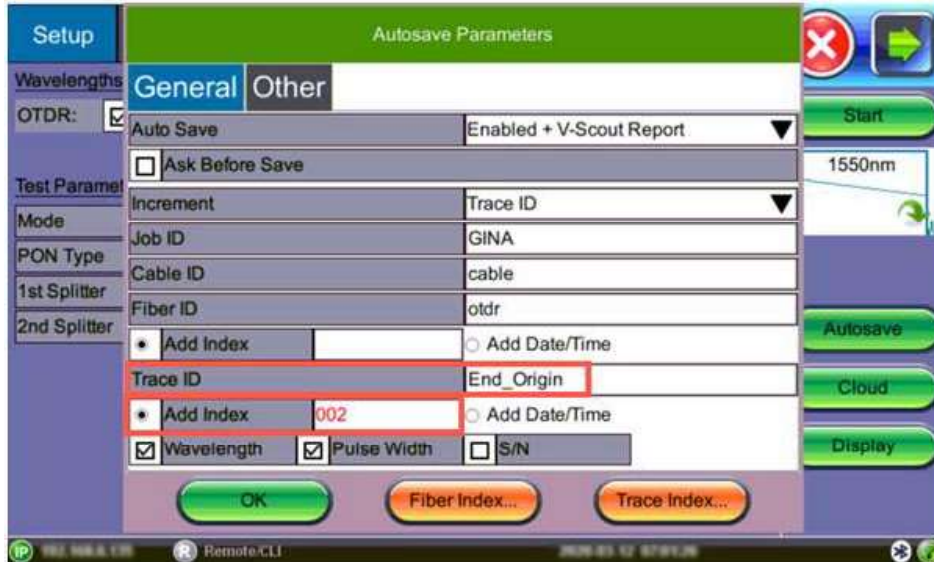 Setup
Autosave Parameters
Wavelengths
General Other
OTDR:
Auto Save Enabled + V-Scout Report
Start
Ask Before Save
1550nm
Test Paramet
Increment Trace ID
Mode
Job ID GINA
PON Type
Cable ID cable
1st Splitter
Fiber ID otdr
2nd Splitter
Add Index Add Date/Time
Autosave
Trace ID End_Origin
Cloud
Add Index 002 Add Date/Time
Wavelength Pulse Width S/N
Display
OK Fiber Index... Trace Index...
IP R Remote/CLI